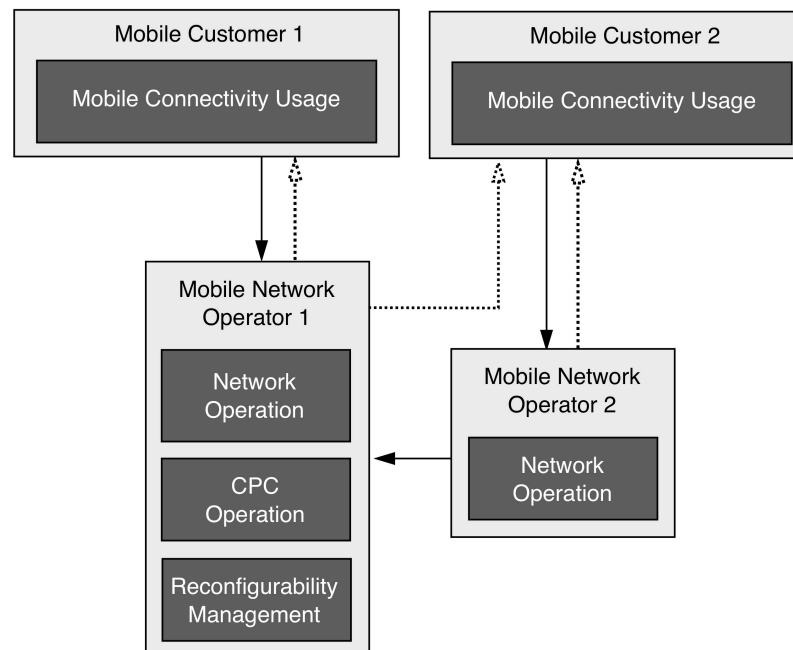 Mobile Customer 1
Mobile Connectivity Usage
Mobile Customer 2
Mobile Connectivity Usage
Mobile Network
Operator 1
Network
Operation
CPC
Operation
Reconfigurability
Management
Mobile Network
Operator 2
Network
Operation